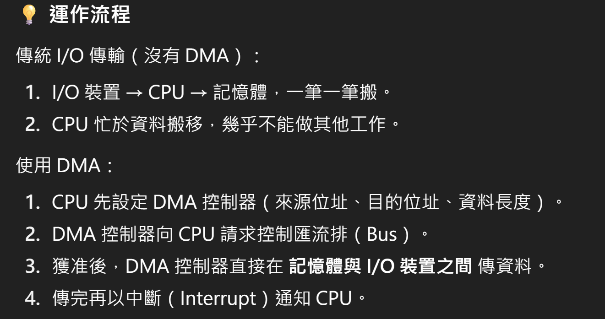 💡 運作流程
傳統 I/O 傳輸（沒有 DMA）：
1. I/O 裝置 → CPU → 記憶體，一筆一筆搬。
2. CPU 忙於資料搬移，幾乎不能做其他工作。
使用 DMA：
1. CPU 先設定 DMA 控制器（來源位址、目的位址、資料長度）。
2. DMA 控制器向 CPU 請求控制匯流排（Bus）。
3. 獲准後，DMA 控制器直接在 記憶體與 I/O 裝置之間 傳資料。
4. 傳完再以中斷（Interrupt）通知 CPU。